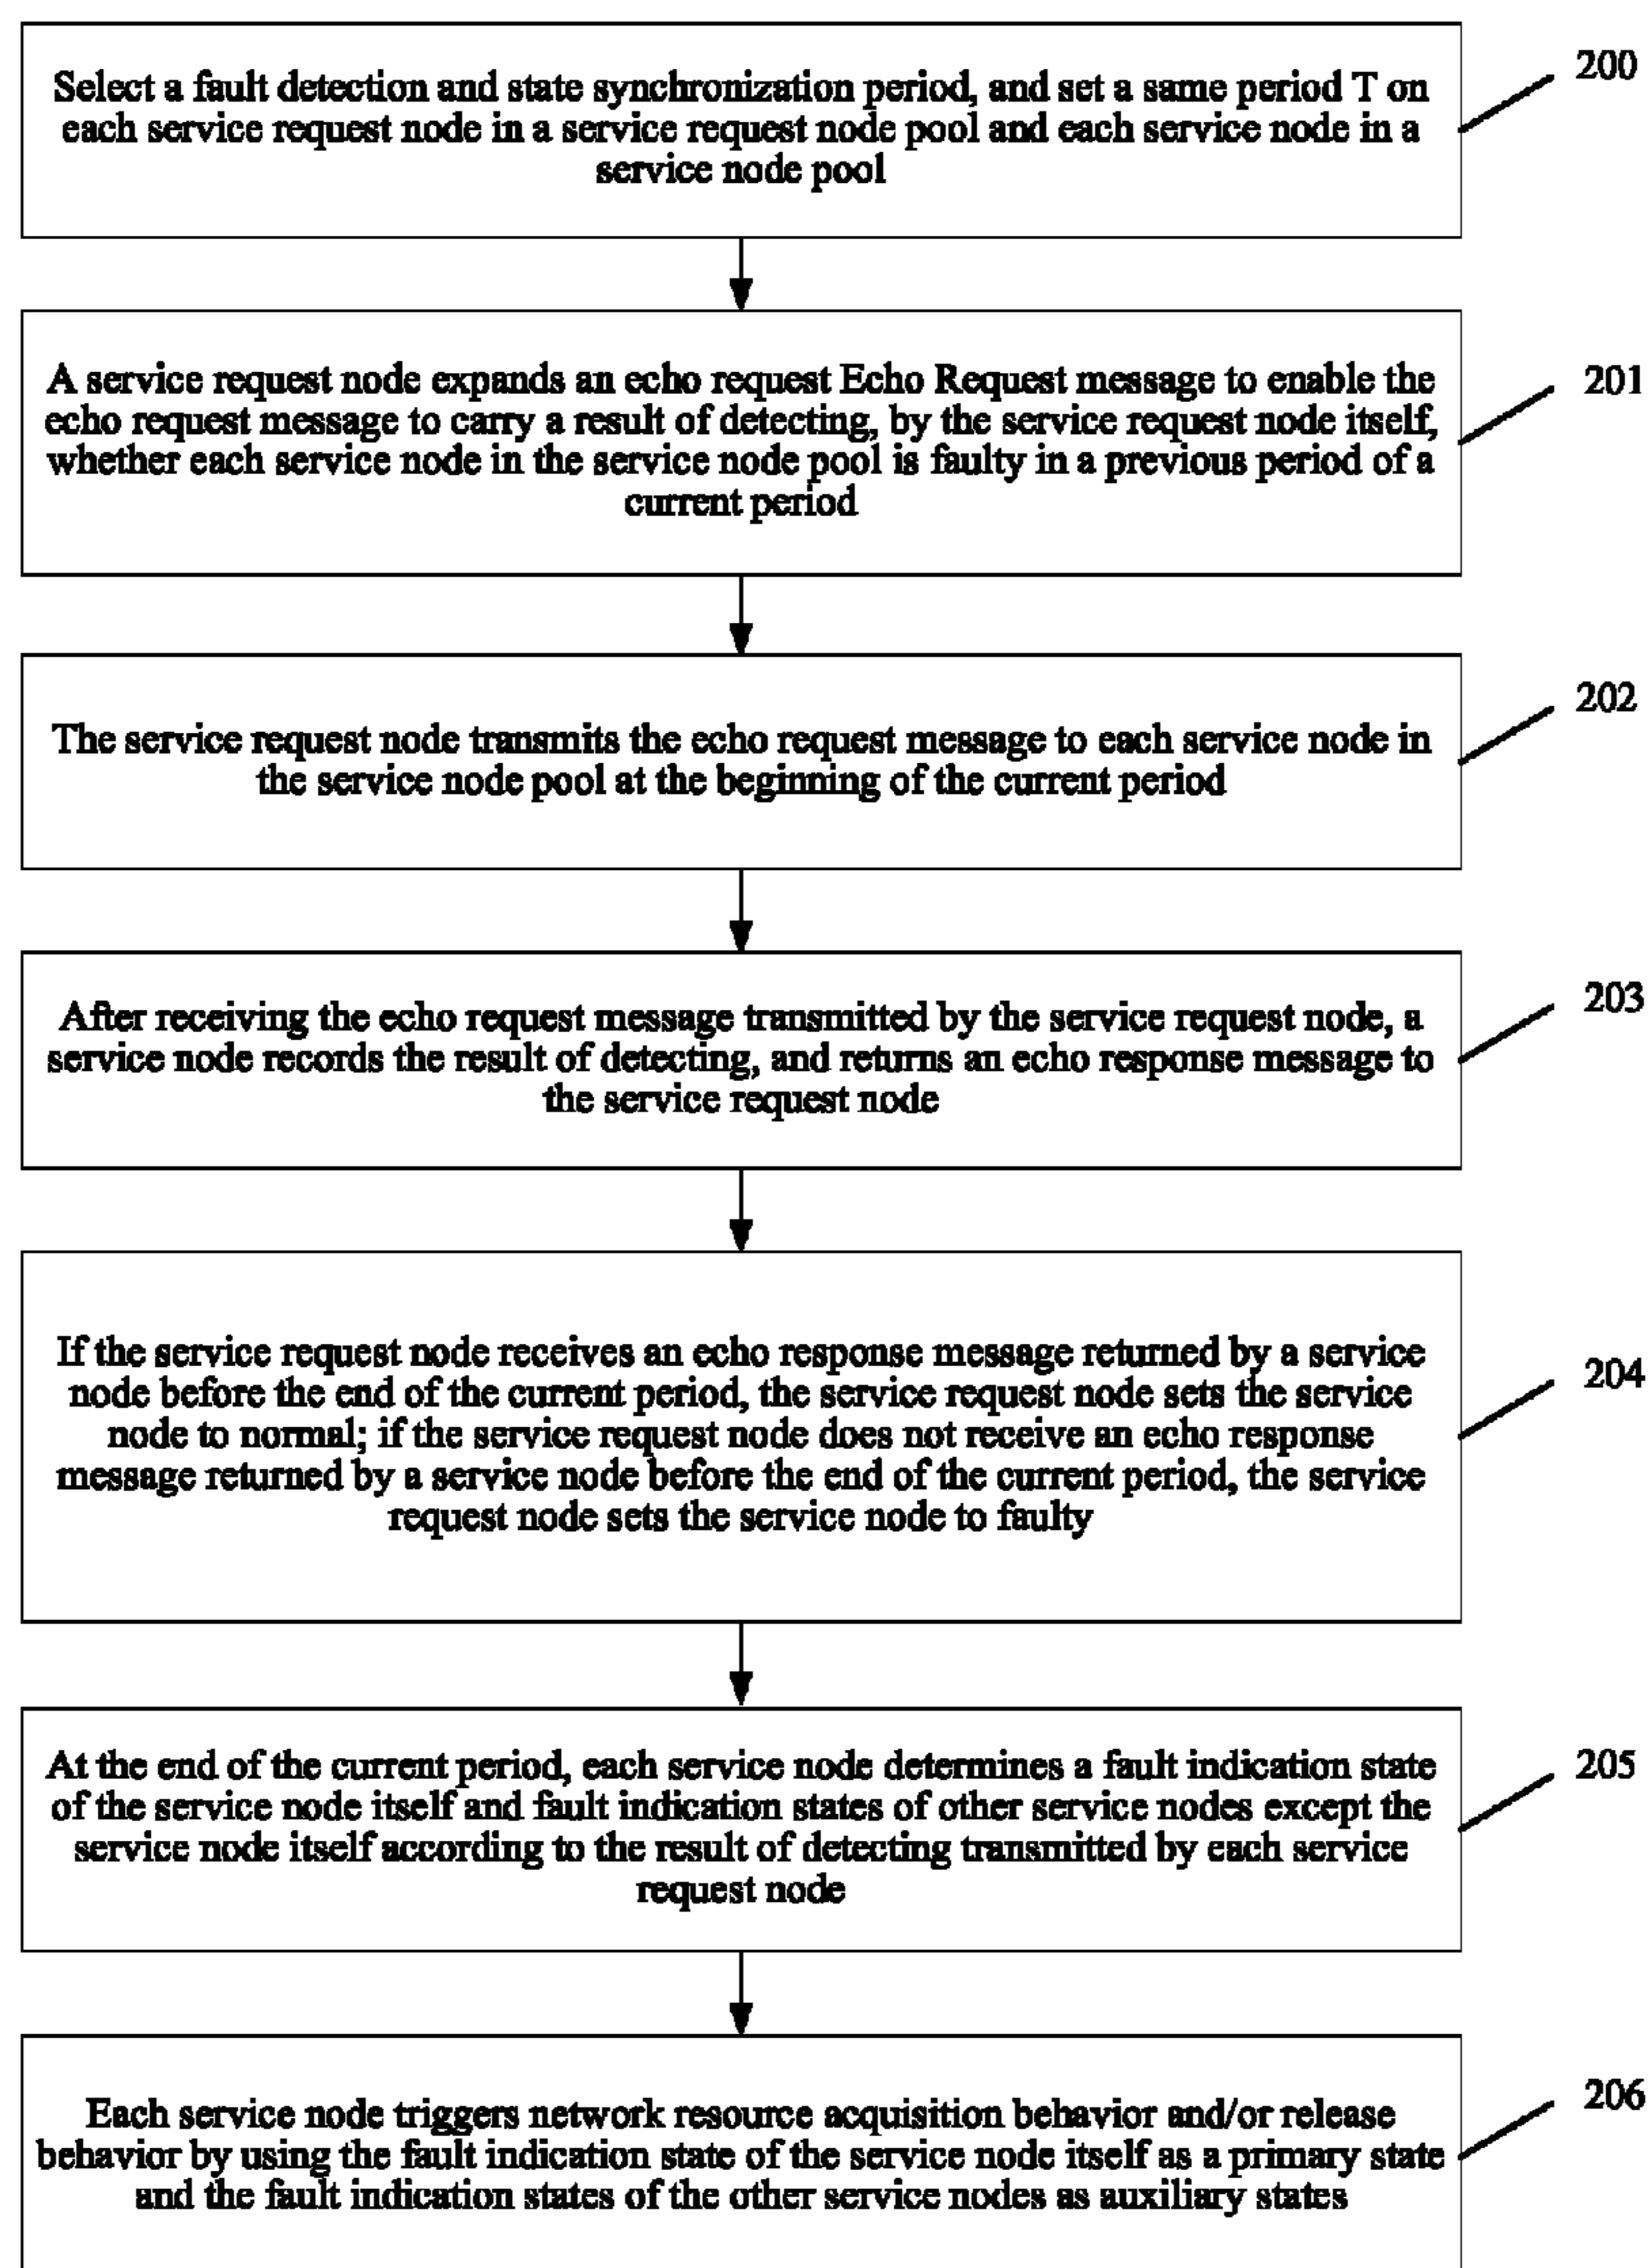 Select a fault detection and state synchronization period, and set a same period T on
each service request node in a service request node pool and each service node in a
service node pool
200
A service request node expands an echo request Echo Request message to enable the
echo request message to carry a result of detecting, by the service request node itself,
whether each service node in the service node pool is faulty in a previous period of a
current period
201
The service request node transmits the echo request message to each service node in
the service node pool at the beginning of the current period
202
After receiving the echo request message transmitted by the service request node, a
service node records the result of detecting, and returns an echo response message to
the service request node
203
If the service request node receives an echo response message returned by a service
node before the end of the current period, the service request node sets the service
node to normal; if the service request node does not receive an echo response
message returned by a service node before the end of the current period, the service
request node sets the service node to faulty
204
At the end of the current period, each service node determines a fault indication state
of the service node itself and fault indication states of other service nodes except the
service node itself according to the result of detecting transmitted by each service
request node
205
Each service node triggers network resource acquisition behavior and/or release
behavior by using the fault indication state of the service node itself as a primary state
and the fault indication states of the other service nodes as auxiliary states
206